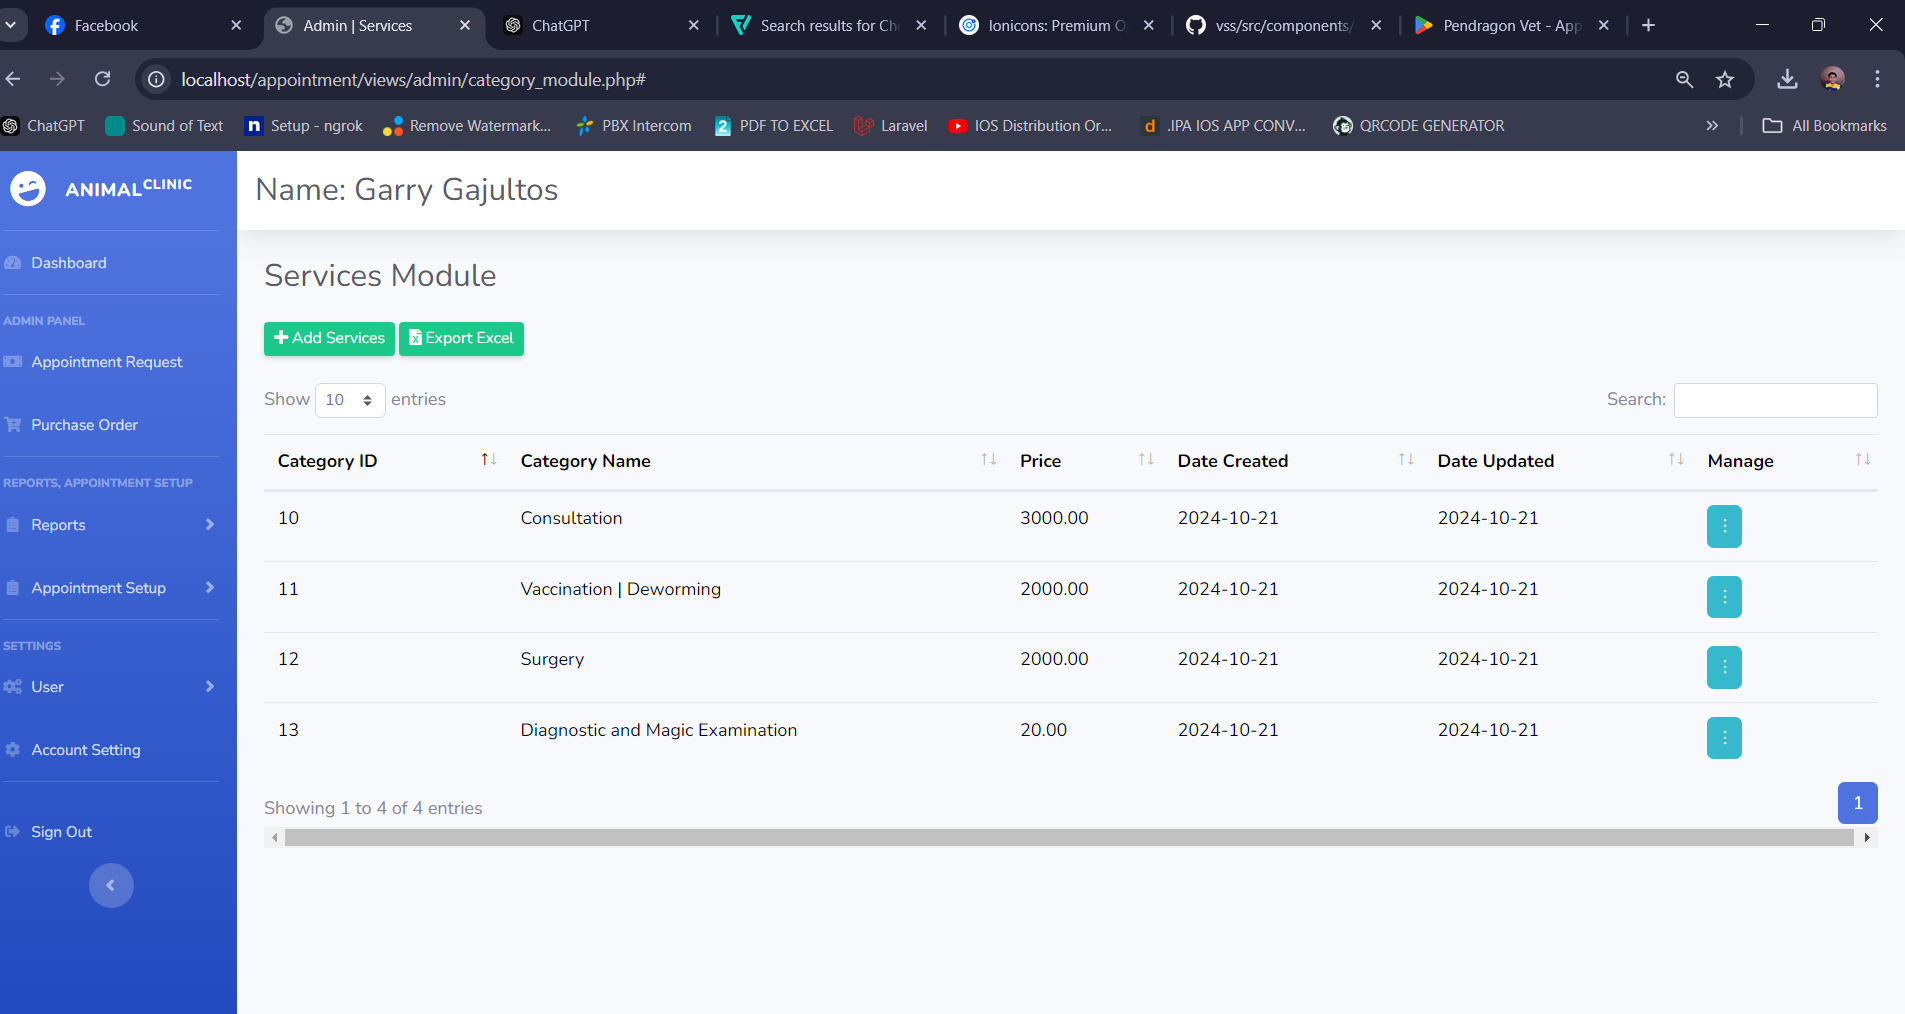 Facebook
Admin | Services
ChatGPT
Search results for Ch
Ionicons: Premium O
vss/src/components/
Pendragon Vet - App
localhost/appointment/views/admin/category_module.php#
ChatGPT
Sound of Text
Setup - ngrok
Remove Watermark...
PBX Intercom
PDF TO EXCEL
Laravel
IOS Distribution Or...
.IPA IOS APP CONV...
QRCODE GENERATOR
All Bookmarks
ANIMAL CLINIC
Name: Garry Gajultos
Dashboard
ADMIN PANEL
Appointment Request
Purchase Order
REPORTS, APPOINTMENT SETUP
Reports
Appointment Setup
SETTINGS
User
Account Setting
Sign Out
Services Module
Add Services
Export Excel
Show 10 entries
Search:
Category ID Category Name Price Date Created Date Updated Manage
10 Consultation 3000.00 2024-10-21 2024-10-21
11 Vaccination | Deworming 2000.00 2024-10-21 2024-10-21
12 Surgery 2000.00 2024-10-21 2024-10-21
13 Diagnostic and Magic Examination 20.00 2024-10-21 2024-10-21
Showing 1 to 4 of 4 entries
1